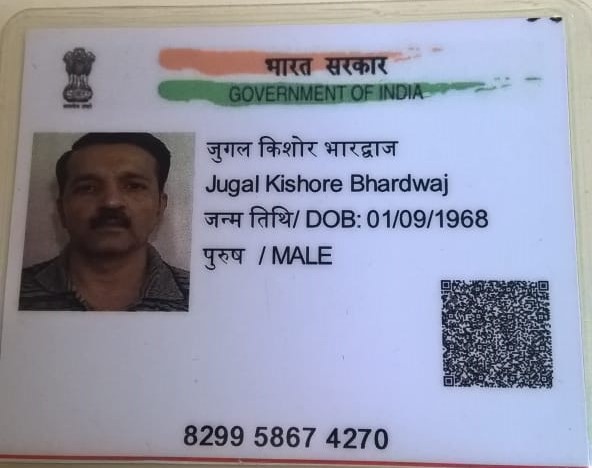 भारत सरकार
GOVERNMENT OF INDIA
जुगल किशोर भारद्वाज
Jugal Kishore Bhardwaj
जन्म तिथि/ DOB: 01/09/1968
पुरुष / MALE
8299 5867 4270